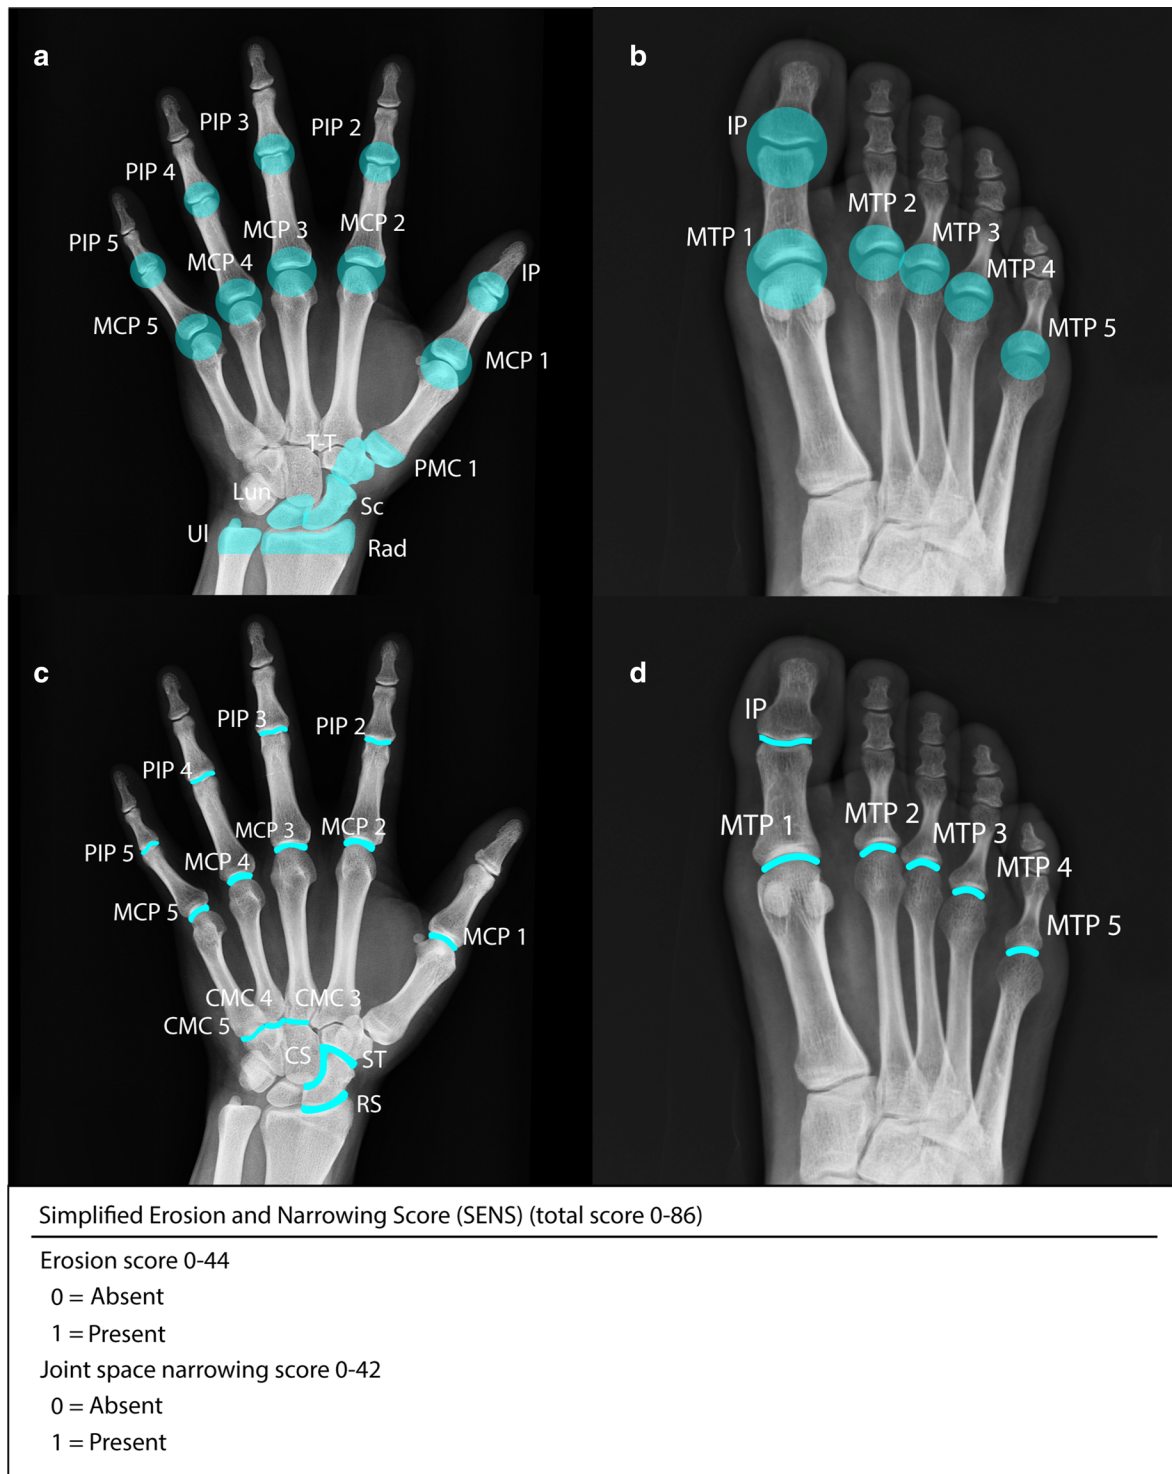 a
PIP 3
PIP 2
PIP 4
MCP 3
MCP 2
PIP 5
MCP 4
IP
MCP 5
MCP 1
T-T
PMC 1
Lun
Sc
Ul
Rad
b
IP
MTP 2
MTP 1
MTP 3
MTP 4
MTP 5
c
PIP 3
PIP 2
PIP 4
MCP 3
MCP 2
PIP 5
MCP 4
MCP 5
MCP 1
CMC 4
CMC 3
CMC 5
CS
ST
RS
d
IP
MTP 2
MTP 1
MTP 3
MTP 4
MTP 5
Simplified Erosion and Narrowing Score (SENS) (total score 0-86)
Erosion score 0-44
0 = Absent
1 = Present
Joint space narrowing score 0-42
0 = Absent
1 = Present